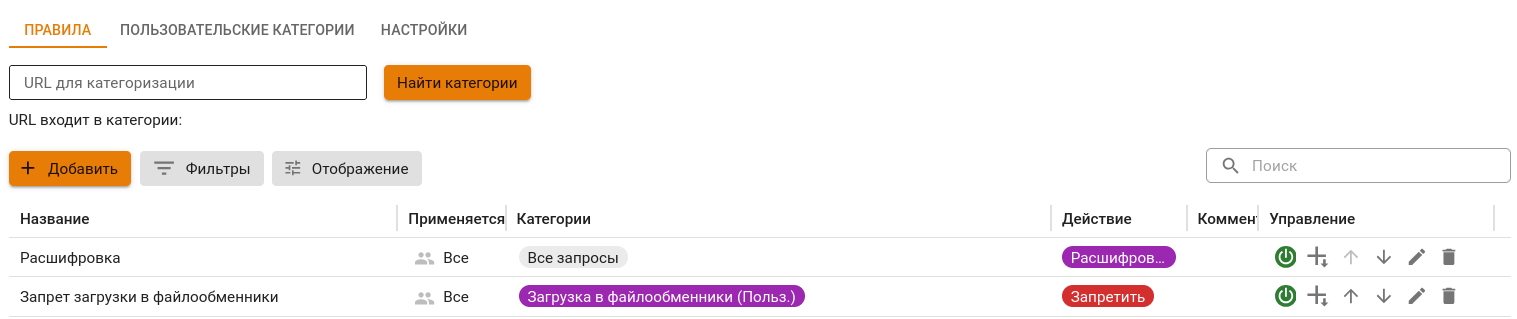 ПРАВИЛА ПОЛЬЗОВАТЕЛЬСКИЕ КАТЕГОРИИ НАСТРОЙКИ
URL для категоризации Найти категории
URL входит в категории:
Добавить Фильтры Отображение Поиск
Название Применяется Категории Действие Коммен Управление
Расшифровка Все Все запросы Расшифров...
Запрет загрузки в файлообменники Все Загрузка в файлообменники (Польз.) Запретить